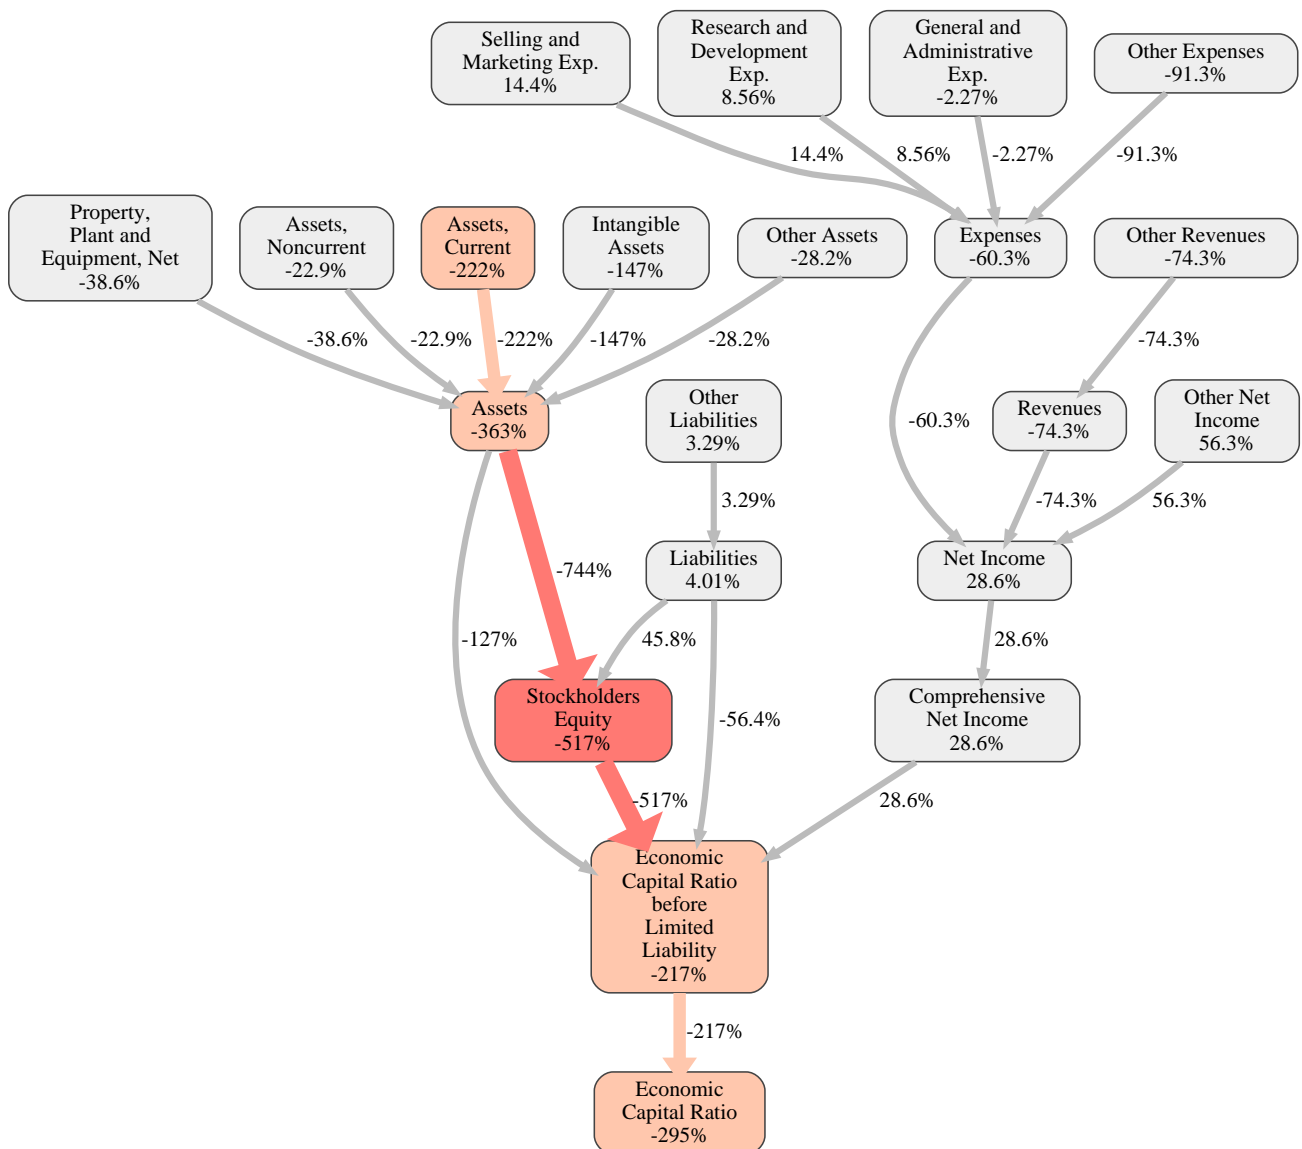 Selling and
Marketing Exp.
14.4%
Research and
Development
Exp.
8.56%
General and
Administrative
Exp.
-2.27%
Other Expenses
-91.3%
14.4%
8.56%
-2.27%
-91.3%
Property,
Plant and
Equipment, Net
-38.6%
Assets,
Noncurrent
-22.9%
Assets,
Current
-222%
Intangible
Assets
-147%
Other Assets
-28.2%
Expenses
-60.3%
Other Revenues
-74.3%
-38.6%
-22.9%
-222%
-147%
-28.2%
-74.3%
Assets
-363%
Other
Liabilities
3.29%
-60.3%
Revenues
-74.3%
Other Net
Income
56.3%
3.29%
-74.3%
56.3%
-744%
Liabilities
4.01%
Net Income
28.6%
-127%
45.8%
28.6%
Stockholders
Equity
-517%
-56.4%
Comprehensive
Net Income
28.6%
-517%
28.6%
Economic
Capital Ratio
before
Limited
Liability
-217%
-217%
Economic
Capital Ratio
-295%